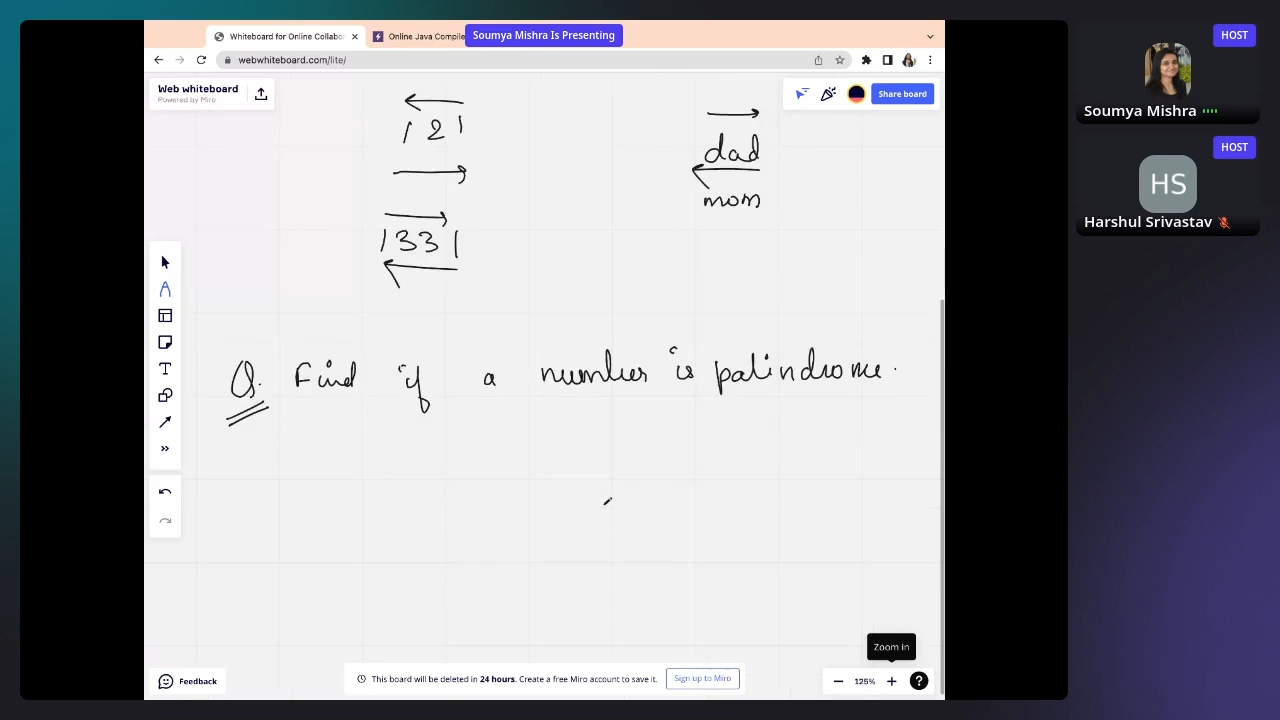 Whiteboard for Online Collabo
Online Java Compile
Soumya Mishra Is Presenting
webwhiteboard.com/lite/
Web whiteboard
Powered by Miro
Share board
HOST
Soumya Mishra
HOST
HS
Harshul Srivastav
121
dad
mom
1331
Q. Find if a number is palindrome.
Zoom in
Feedback
This board will be deleted in 24 hours. Create a free Miro account to save it.
Sign up to Miro
125%